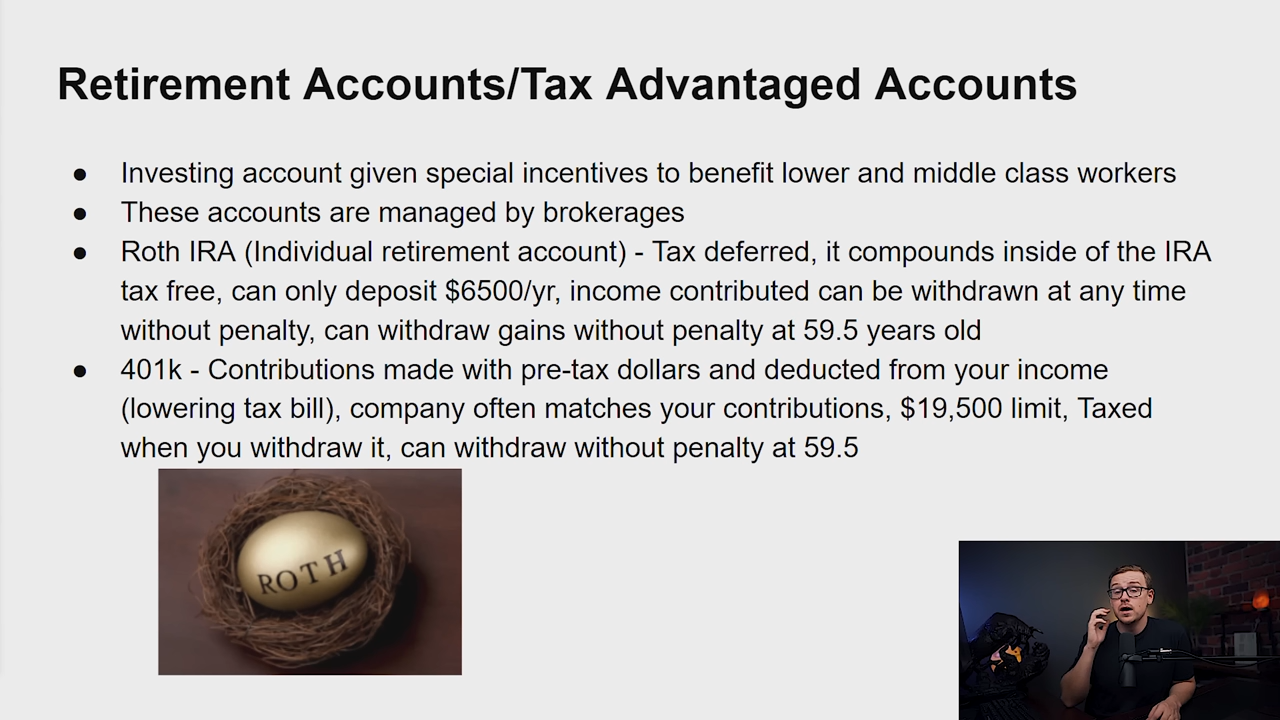 Retirement Accounts/Tax Advantaged Accounts
● Investing account given special incentives to benefit lower and middle class workers
● These accounts are managed by brokerages
● Roth IRA (Individual retirement account) - Tax deferred, it compounds inside of the IRA
tax free, can only deposit $6500/yr, income contributed can be withdrawn at any time
without penalty, can withdraw gains without penalty at 59.5 years old
● 401k - Contributions made with pre-tax dollars and deducted from your income
(lowering tax bill), company often matches your contributions, $19,500 limit, Taxed
when you withdraw it, can withdraw without penalty at 59.5
ROTH